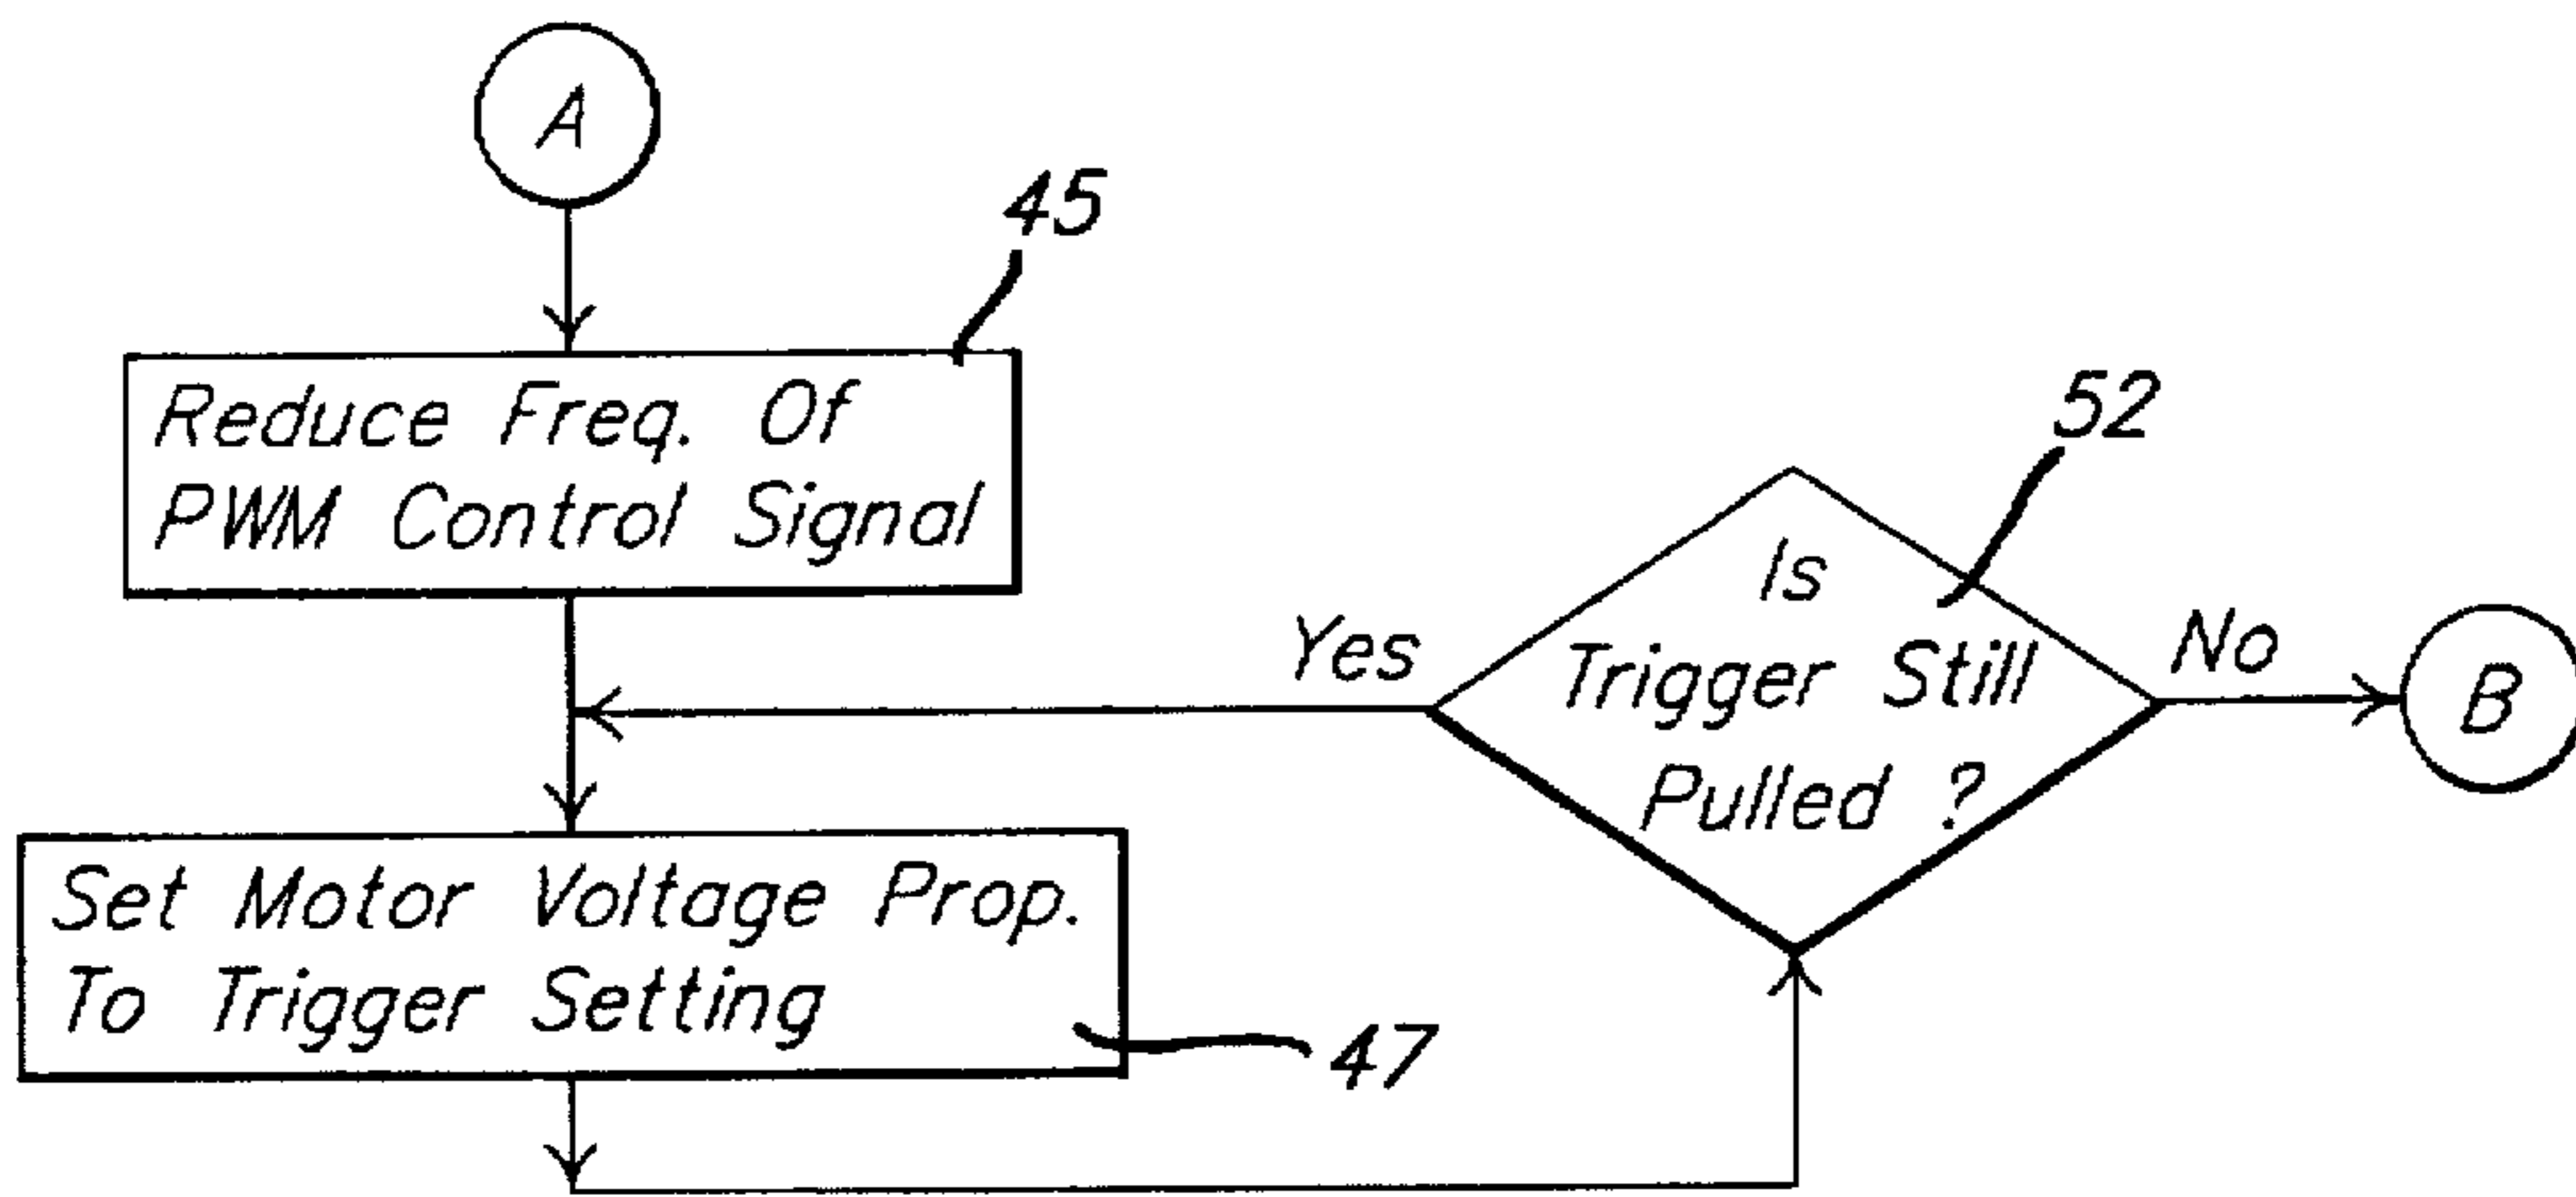 A
45
Reduce Freq. Of
PWM Control Signal
52
Is
Trigger Still
Pulled ?
Yes
No
B
Set Motor Voltage Prop.
To Trigger Setting
47